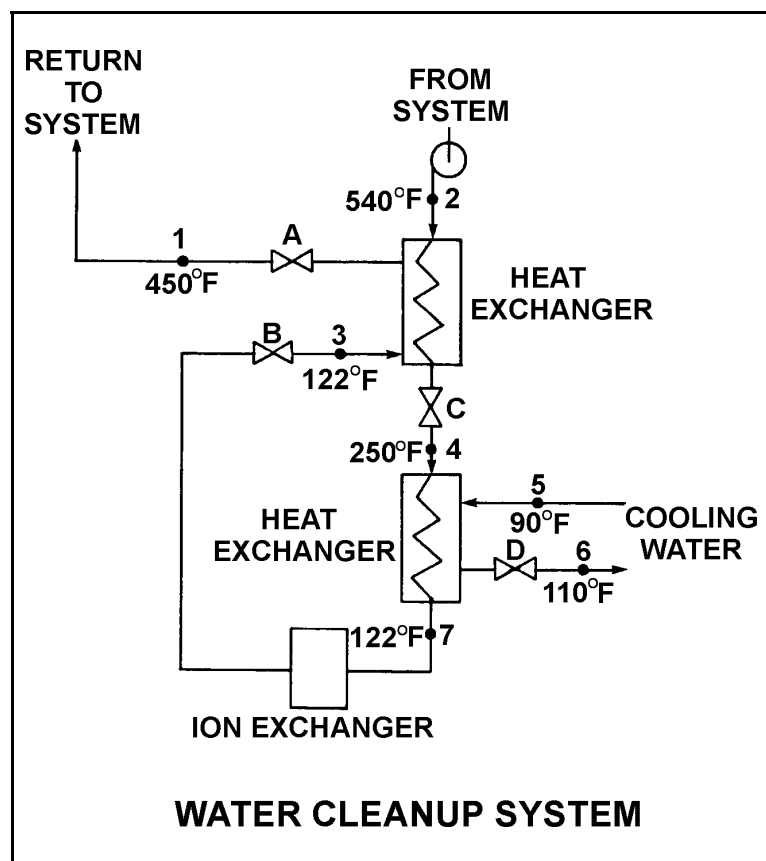 RETURN
TO
SYSTEM
FROM
SYSTEM
540°F 2
1
A
450°F
HEAT
EXCHANGER
B
3
122°F
C
250°F 4
HEAT
EXCHANGER
5
90°F
COOLING
WATER
D
6
110°F
122°F 7
ION EXCHANGER
WATER CLEANUP SYSTEM